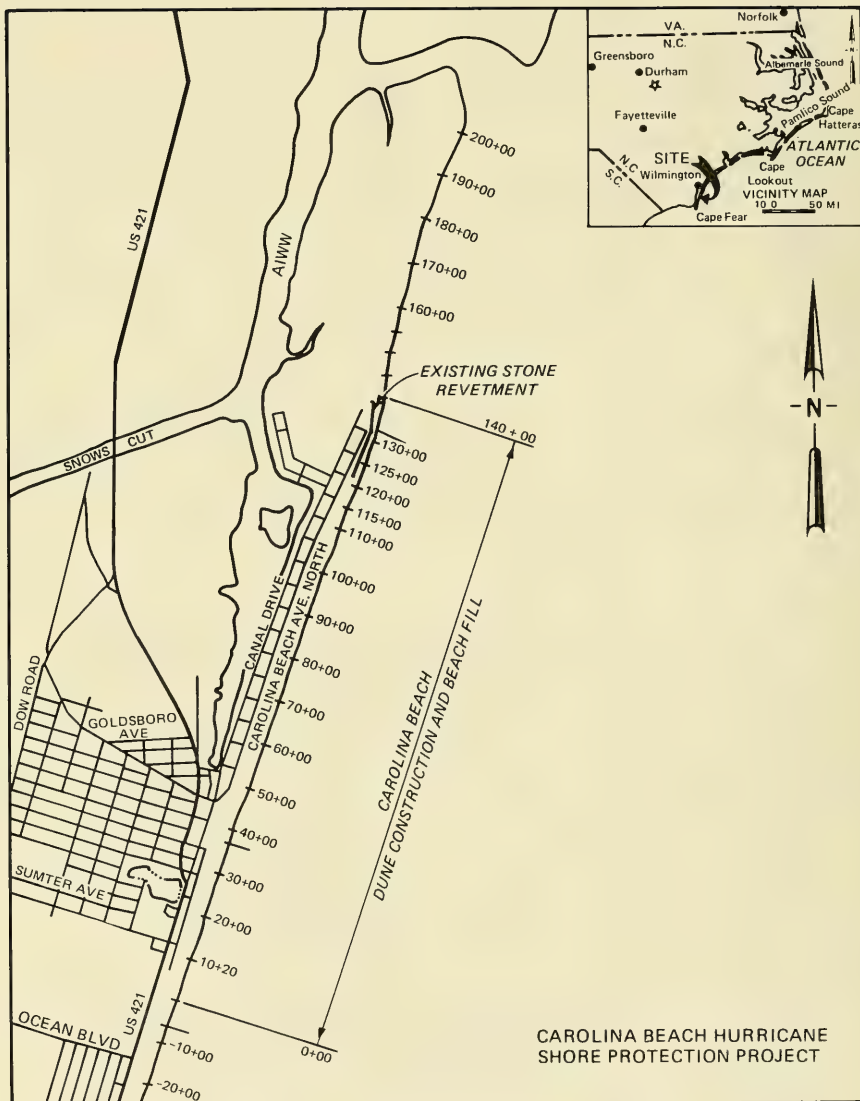 VA.
N.C.
Norfolk
-N-
Greensboro
Albemarle Sound
Durham
Pamlico Sound
Fayetteville
Cape
Hatteras
ATLANTIC
OCEAN
SITE
N.C.
S.C.
Wilmington
Cape
Lookout
VICINITY MAP
10 0 50 MI
Cape Fear
US 421
AIWW
200+00
190+00
180+00
170+00
160+00
-N-
EXISTING STONE
REVETMENT
140+00
SNOWS CUT
130+00
125+00
120+00
115+00
110+00
100+00
90+00
80+00
70+00
60+00
50+00
40+00
30+00
20+00
10+20
0+00
-10+00
-20+00
CANAL DRIVE
CAROLINA BEACH AVE. NORTH
CAROLINA BEACH
DUNE CONSTRUCTION AND BEACH FILL
DOW ROAD
GOLDSBORO
AVE
SUMTER AVE
US 421
OCEAN BLVD
CAROLINA BEACH HURRICANE
SHORE PROTECTION PROJECT